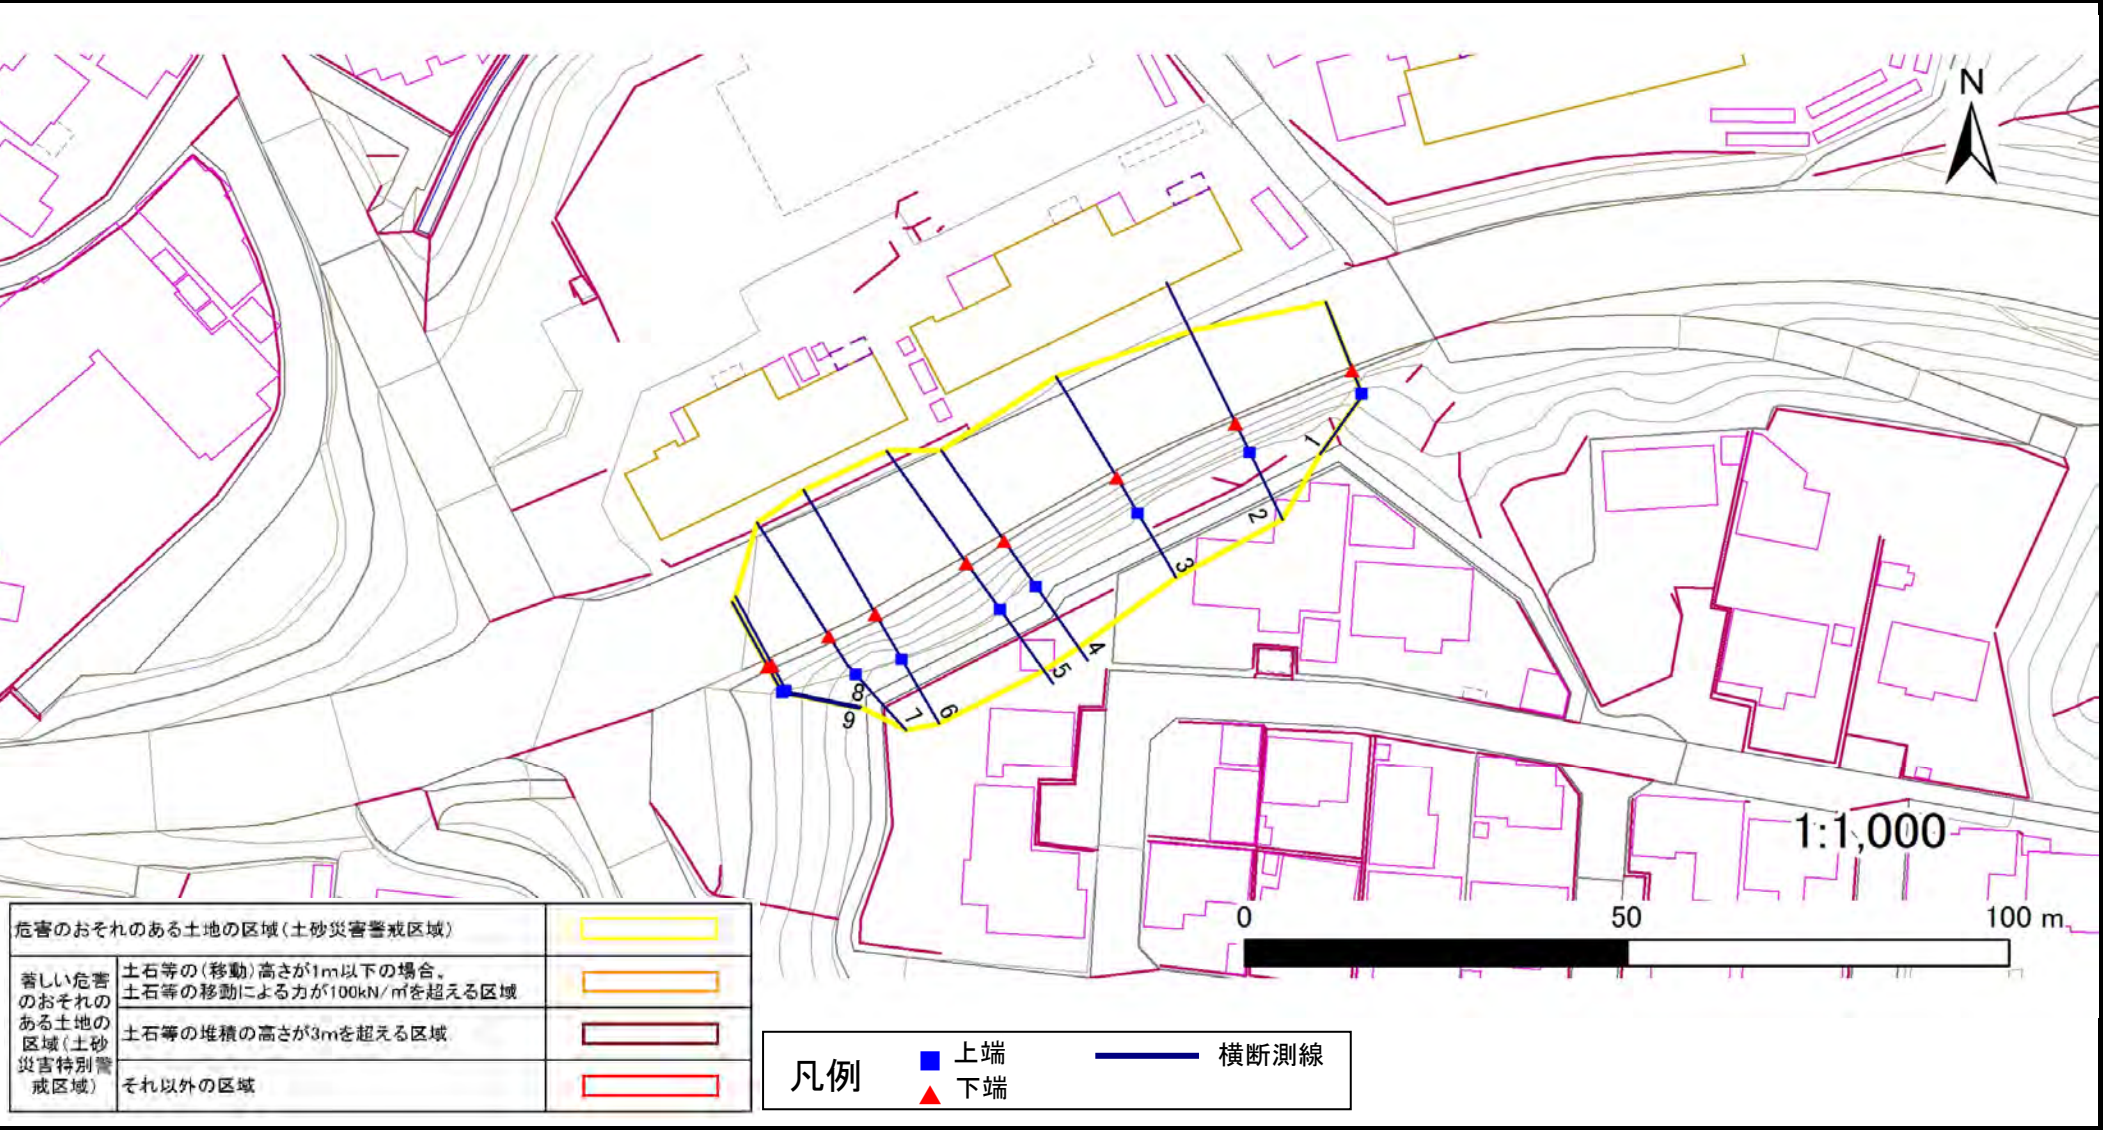 N
1
2
3
4
5
6
7
8
9
1:1,000
0 50 100 m
危害のおそれのある土地の区域(土砂災害警戒区域)
著しい危害
のおそれの
ある土地の
区域(土砂
災害特別警
戒区域)
土石等の(移動)高さが1m以下の場合、
土石等の移動による力が100kN/㎡を超える区域
土石等の堆積の高さが3mを超える区域
それ以外の区域
凡例
上端
下端
横断測線